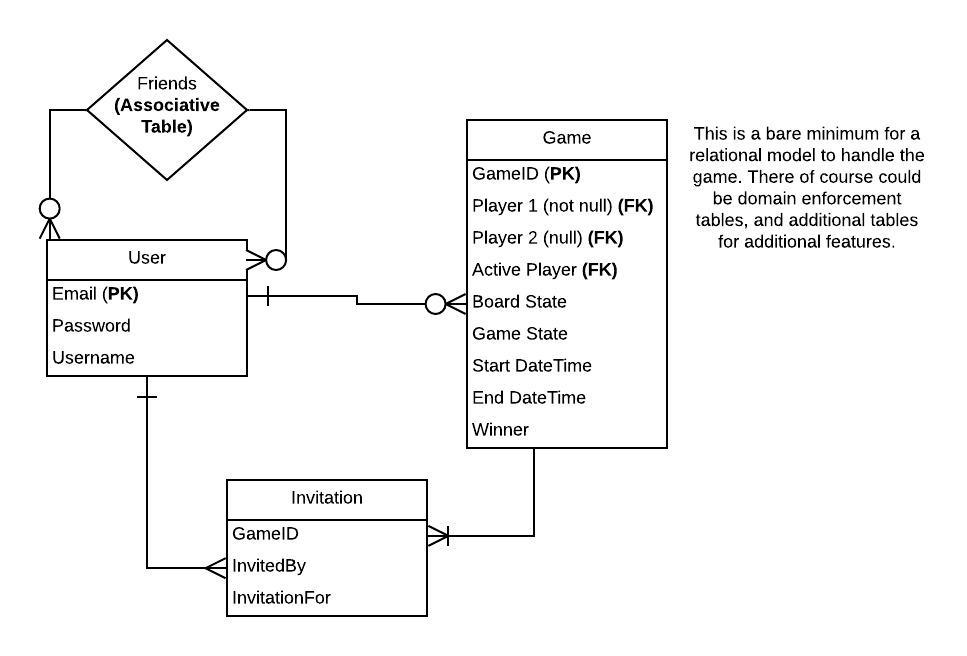 Friends
(Associative
Table)
Game
This is a bare minimum for a
relational model to handle the
game. There of course could
be domain enforcement
tables, and additional tables
for additional features.
GameID (PK)
Player 1 (not null) (FK)
Player 2 (null) (FK)
Active Player (FK)
Board State
Game State
Start DateTime
End DateTime
Winner
User
Email (PK)
Password
Username
Invitation
GameID
InvitedBy
InvitationFor